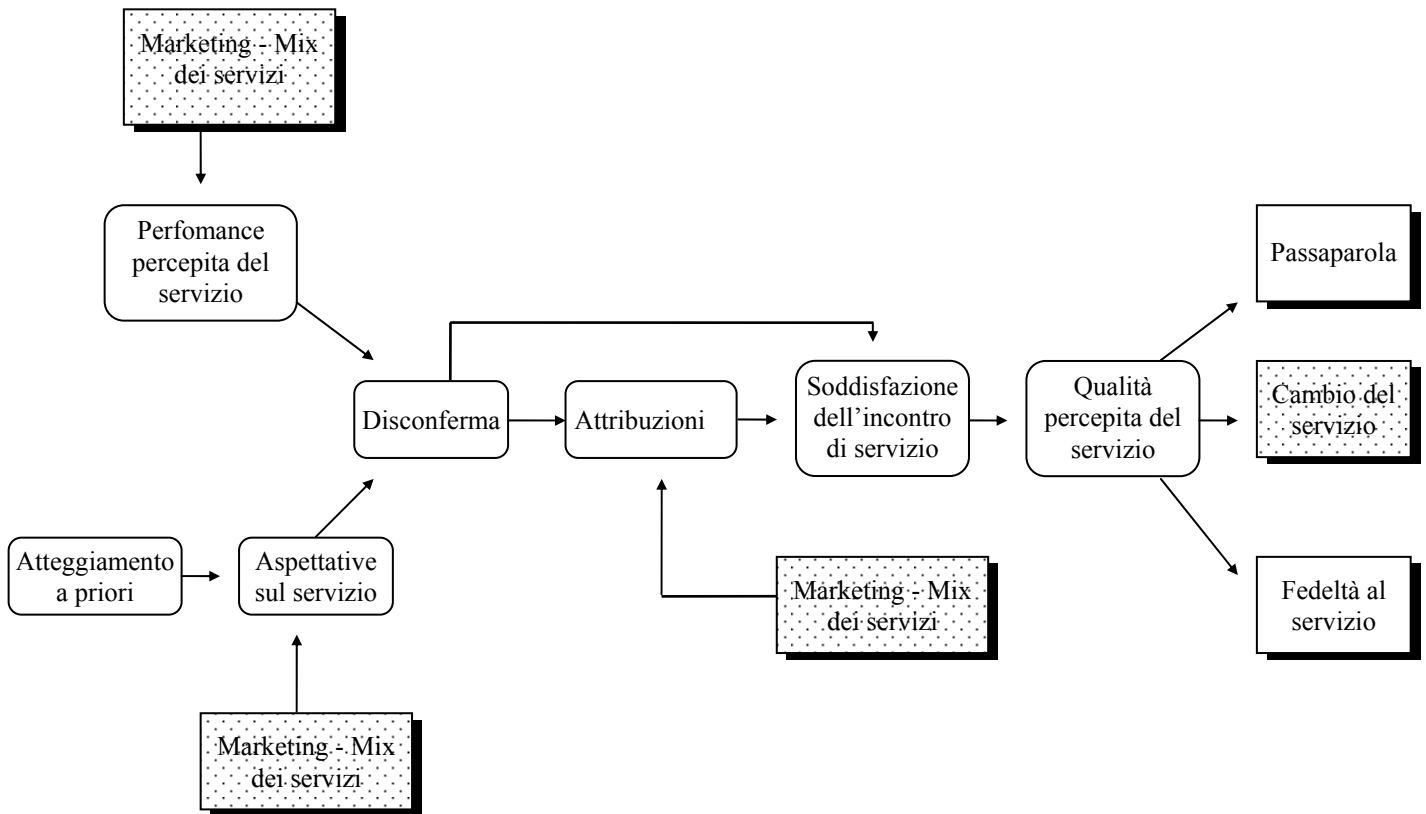 Marketing - Mix
dei servizi
Perfomance
percepita del
servizio
Passaparola
Disconferma
Attribuzioni
Soddisfazione
dell’incontro
di servizio
Qualità
percepita del
servizio
Cambio del
servizio
Atteggiamento
a priori
Aspettative
sul servizio
Marketing - Mix
dei servizi
Fedeltà al
servizio
Marketing - Mix
dei servizi